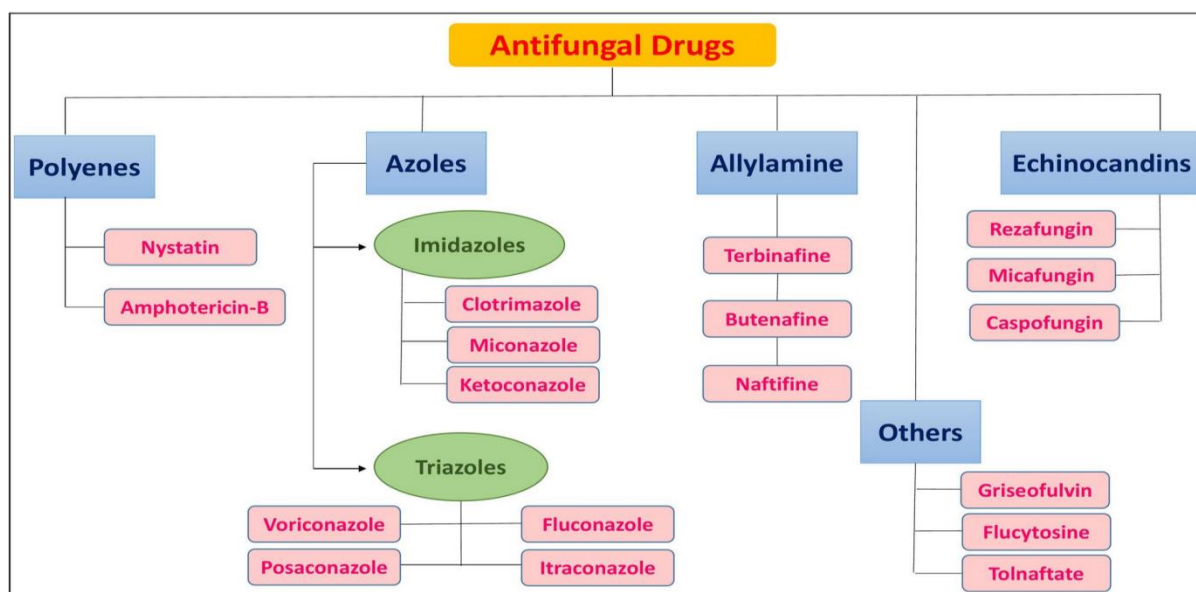 Antifungal Drugs
Polyenes
Nystatin
Amphotericin-B
Azoles
Imidazoles
Clotrimazole
Miconazole
Ketoconazole
Triazoles
Voriconazole
Fluconazole
Posaconazole
Itraconazole
Allylamine
Terbinafine
Butenafine
Naftifine
Echinocandins
Rezafungin
Micafungin
Caspofungin
Others
Griseofulvin
Flucytosine
Tolnaftate